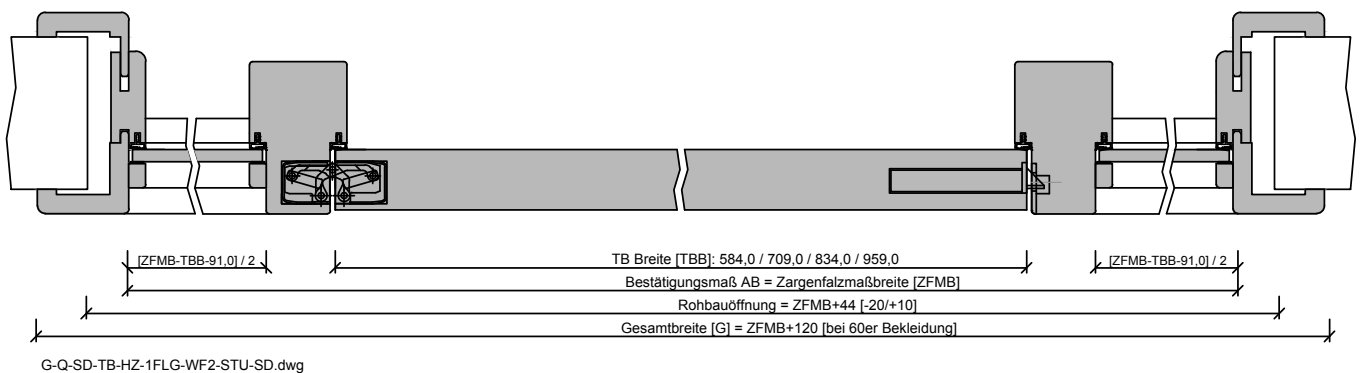 [ZFMB-TBB-91,0] / 2
TB Breite [TBB]: 584,0 / 709,0 / 834,0 / 959,0
[ZFMB-TBB-91,0] / 2
Bestätigungsmaß AB = Zargenfalzmaßbreite [ZFMB]
Rohbauöffnung = ZFMB+44 [-20/+10]
Gesamtbreite [G] = ZFMB+120 [bei 60er Bekleidung]
G-Q-SD-TB-HZ-1FLG-WF2-STU-SD.dwg